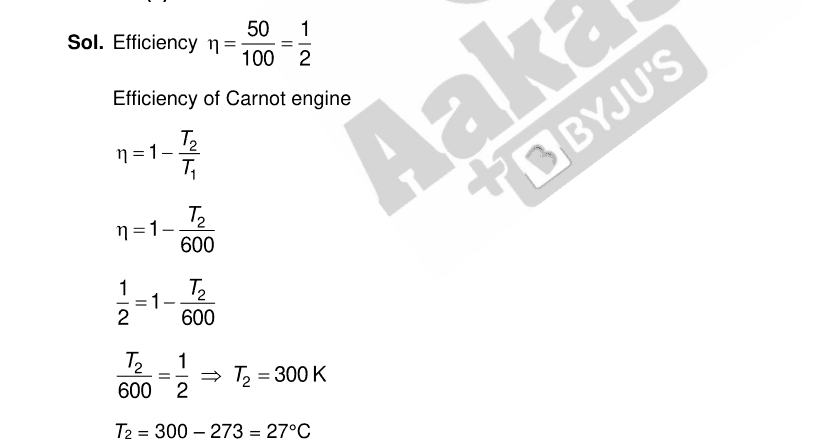 Sol. Efficiency η = 50/100 = 1/2
Efficiency of Carnot engine
η = 1 – T₂/T₁
η = 1 – T₂/600
1/2 = 1 – T₂/600
T₂/600 = 1/2 ⇒ T₂ = 300 K
T2 = 300 – 273 = 27°C
Aakas
+ BYJU'S